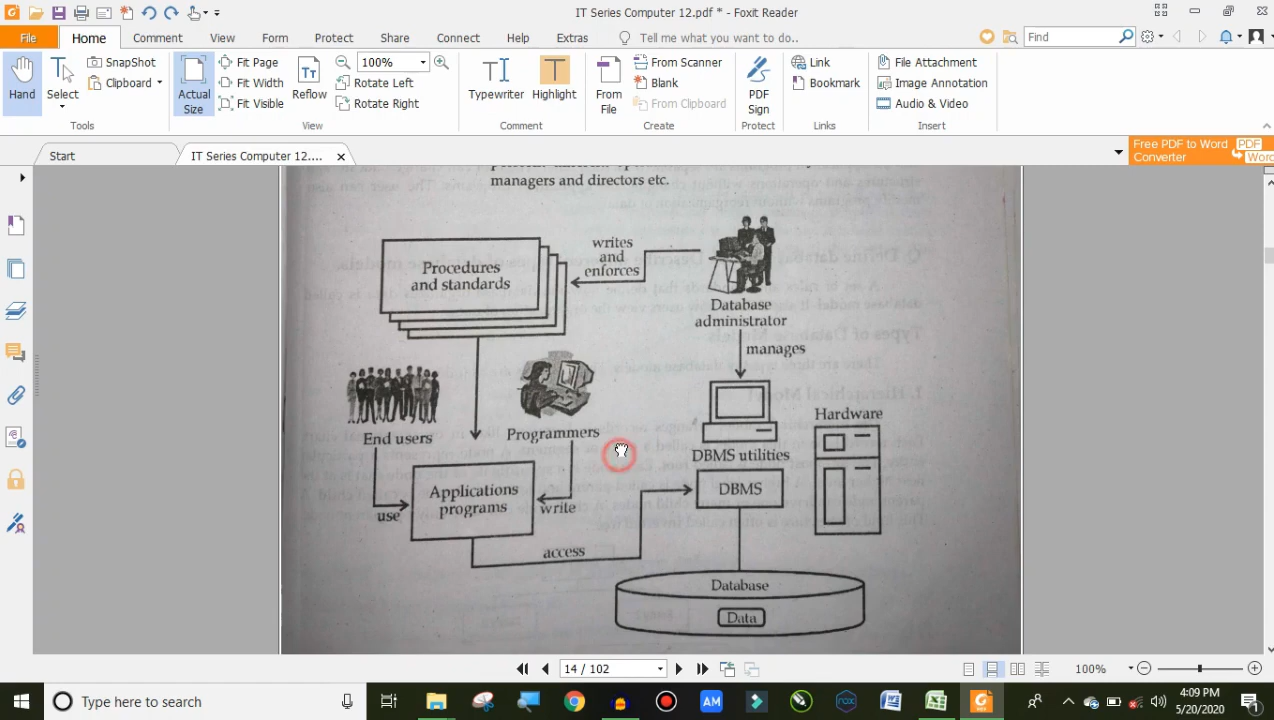 IT Series Computer 12.pdf * - Foxit Reader
File
Home
Comment
View
Form
Protect
Share
Connect
Help
Extras
Tell me what you want to do..
Find
Hand
Select
SnapShot
Clipboard
Actual
Size
Fit Page
Fit Width
Fit Visible
Reflow
100%
Rotate Left
Rotate Right
Typewriter
Highlight
From
File
From Scanner
Blank
From Clipboard
PDF
Sign
Link
Bookmark
File Attachment
Image Annotation
Audio & Video
Tools
View
Comment
Create
Protect
Links
Insert
Start
IT Series Computer 12....
Free PDF to Word
Converter
PDF
Word
managers and directors etc.
Procedures
and standards
writes
and
enforces
Database
administrator
manages
End users
Programmers
Hardware
DBMS utilities
DBMS
Applications
programs
use
write
access
Database
Data
14 / 102
100%
Type here to search
AM
nox
4:09 PM
5/20/2020
1